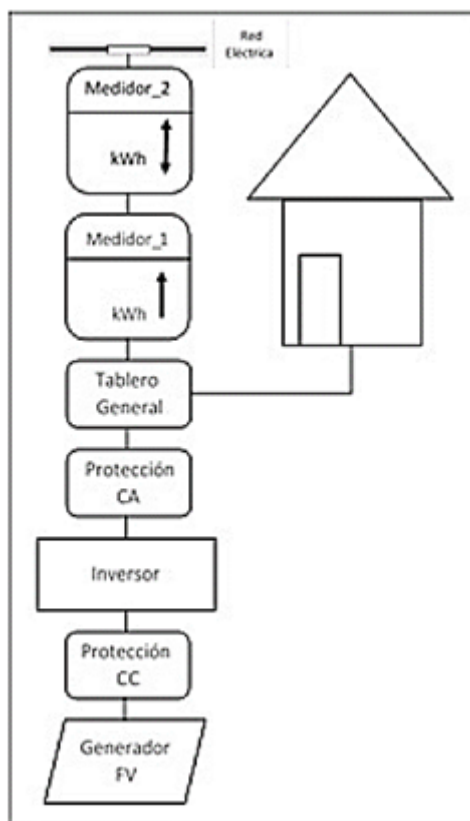 Red
Eléctrica
Medidor_2
kWh
Medidor_1
kWh
Tablero
General
Protección
CA
Inversor
Protección
CC
Generador
FV